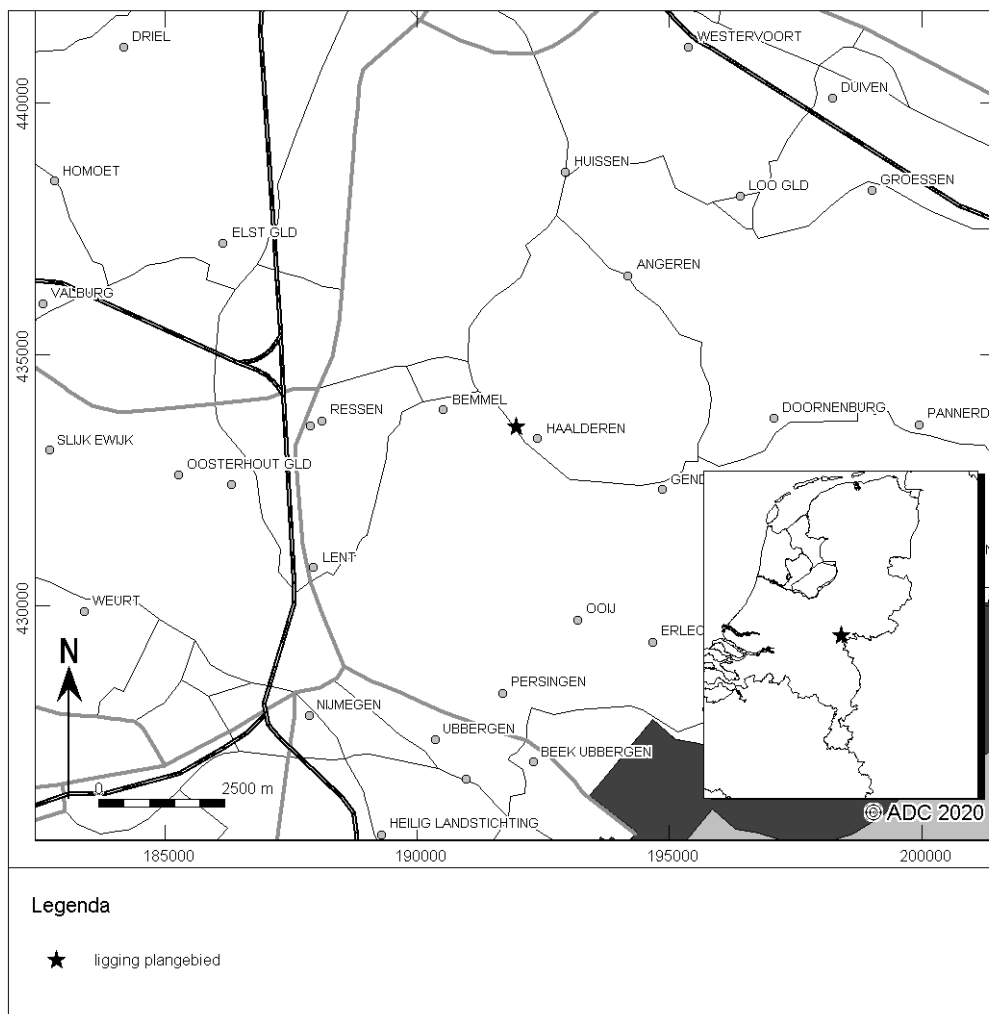 DRIEL
WESTERVOORT
DUIVEN
440000
HUISSEN
HOMOET
LOO GLD
GROESSEN
ELST GLD
ANGEREN
VALBURG
435000
RESSEN
BEMMEL
DOORNENBURG
PANNERD
SLIJK EWIJK
HAALDEREN
OOSTERHOUT GLD
GEND
LENT
WEURT
430000
OOIJ
ERLEC
N
PERSINGEN
NIJMEGEN
UBBERGEN
BEEK UBBERGEN
0 2500 m
HEILIG LANDSTICHTING
© ADC 2020
185000 190000 195000 200000
Legenda
ligging plangebied